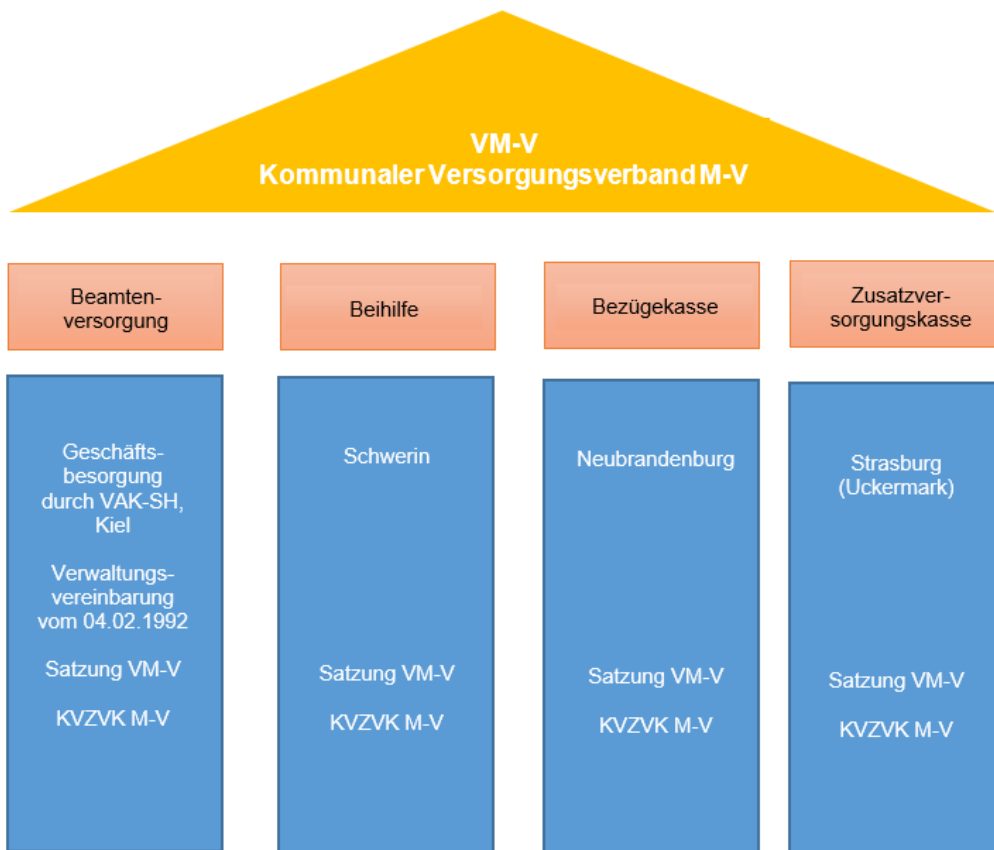 VM-V
Kommunaler Versorgungsverband M-V
Beamten-
versorgung
Beihilfe
Bezügekasse
Zusatzver-
sorgungskasse
Geschäfts-
besorgung
durch VAK-SH,
Kiel
Verwaltungs-
vereinbarung
vom 04.02.1992
Satzung VM-V
KVZVK M-V
Schwerin
Satzung VM-V
KVZVK M-V
Neubrandenburg
Satzung VM-V
KVZVK M-V
Strasburg
(Uckermark)
Satzung VM-V
KVZVK M-V